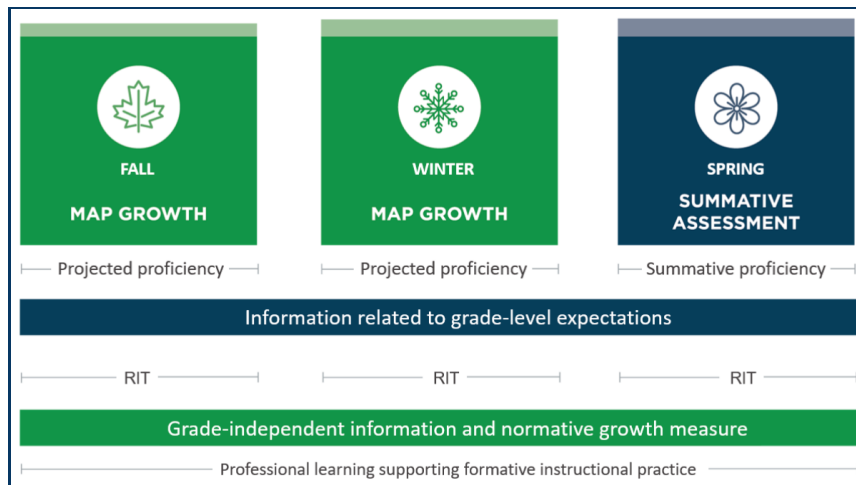 FALL
MAP GROWTH
WINTER
MAP GROWTH
SPRING
SUMMATIVE
ASSESSMENT
Projected proficiency
Projected proficiency
Summative proficiency
Information related to grade-level expectations
RIT
RIT
RIT
Grade-independent information and normative growth measure
Professional learning supporting formative instructional practice